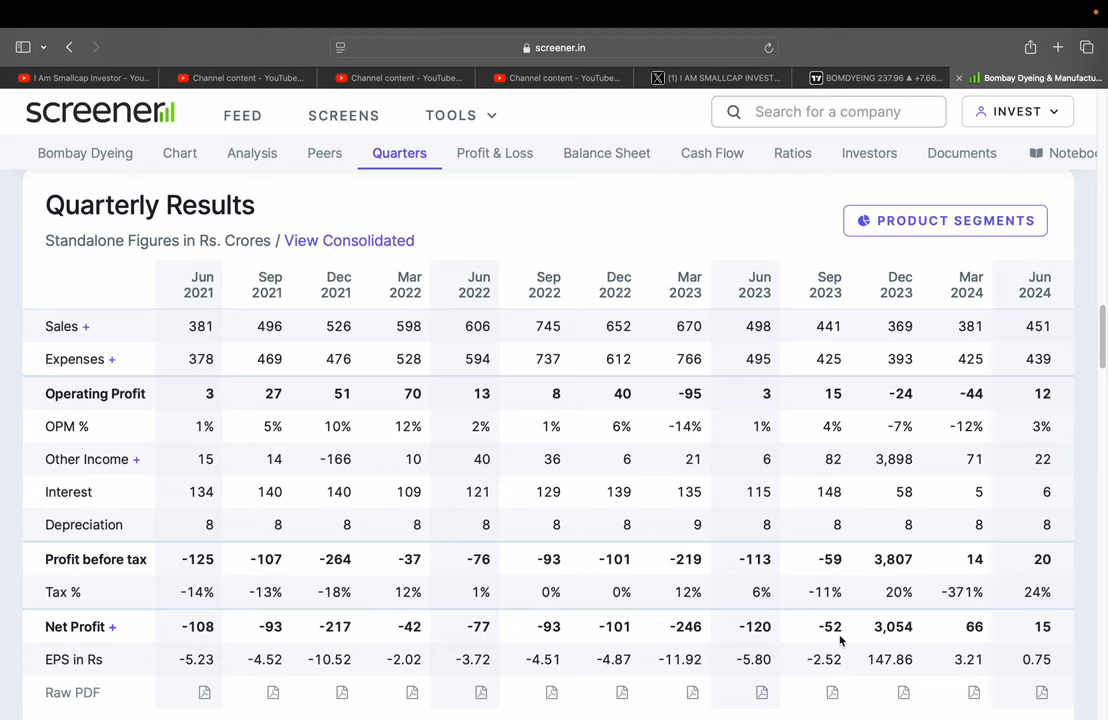 screener.in
I Am Smallcap Investor - You...
Channel content - YouTube...
Channel content - YouTube...
Channel content - YouTube...
(1) I AM SMALLCAP INVEST...
BOMDYEING 237.96 ▲ +7.66...
Bombay Dyeing & Manufactu...
screener
FEED SCREENS TOOLS
Search for a company
INVEST
Bombay Dyeing Chart Analysis Peers Quarters Profit & Loss Balance Sheet Cash Flow Ratios Investors Documents Notebo
Quarterly Results
PRODUCT SEGMENTS
Standalone Figures in Rs. Crores / View Consolidated
Jun Sep Dec Mar Jun Sep Dec Mar Jun Sep Dec Mar Jun
2021 2021 2021 2022 2022 2022 2022 2023 2023 2023 2023 2024 2024
Sales + 381 496 526 598 606 745 652 670 498 441 369 381 451
Expenses + 378 469 476 528 594 737 612 766 495 425 393 425 439
Operating Profit 3 27 51 70 13 8 40 -95 3 15 -24 -44 12
OPM % 1% 5% 10% 12% 2% 1% 6% -14% 1% 4% -7% -12% 3%
Other Income + 15 14 -166 10 40 36 6 21 6 82 3,898 71 22
Interest 134 140 140 109 121 129 139 135 115 148 58 5 6
Depreciation 8 8 8 8 8 8 8 9 8 8 8 8 8
Profit before tax -125 -107 -264 -37 -76 -93 -101 -219 -113 -59 3,807 14 20
Tax % -14% -13% -18% 12% 1% 0% 0% 12% 6% -11% 20% -371% 24%
Net Profit + -108 -93 -217 -42 -77 -93 -101 -246 -120 -52 3,054 66 15
EPS in Rs -5.23 -4.52 -10.52 -2.02 -3.72 -4.51 -4.87 -11.92 -5.80 -2.52 147.86 3.21 0.75
Raw PDF